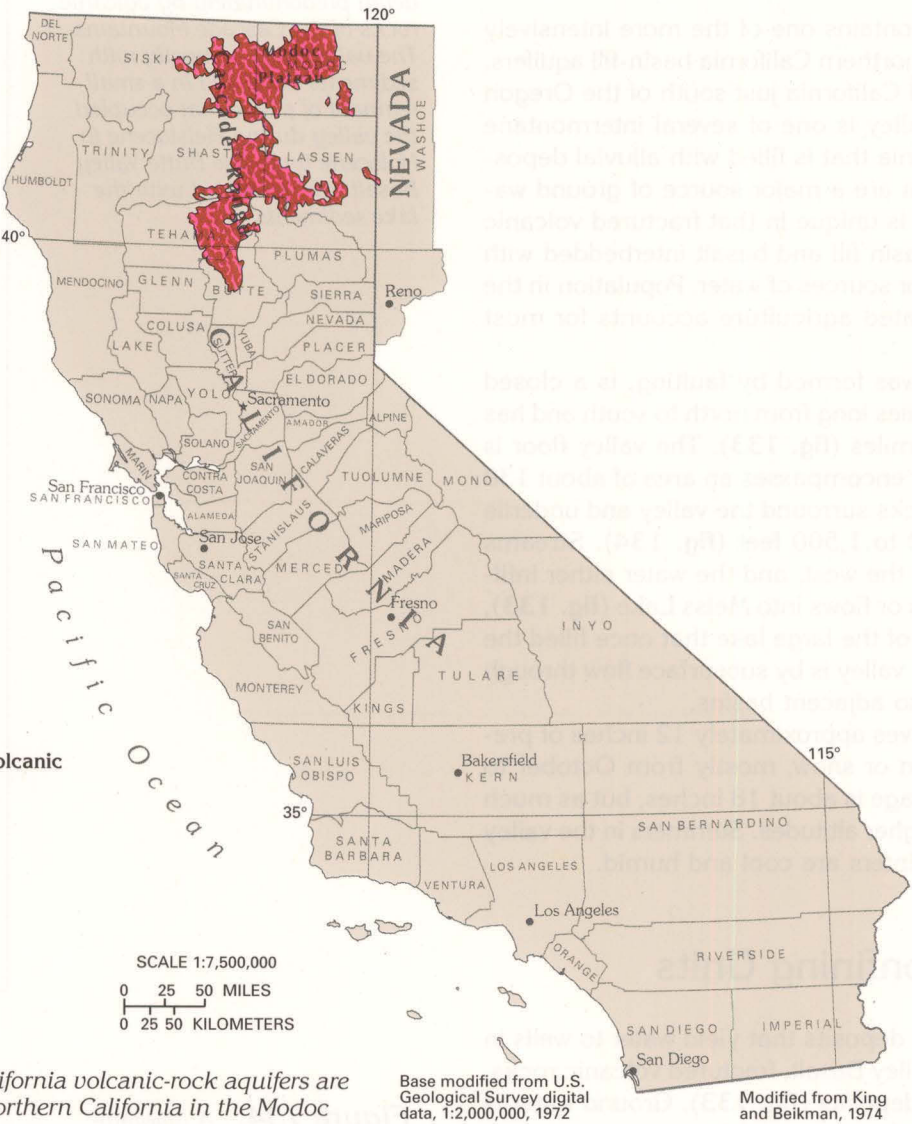 120°
DEL
NORTE
SISKIYOU
Modoc
MODOC
Plateau
Cascade Range
NEVADA
WASHOE
TRINITY
SHASTA
LASSEN
HUMBOLDT
40°
TEHAMA
PLUMAS
MENDOCINO
GLENN
BUTTE
SIERRA
Reno
COLUSA
NEVADA
LAKE
SUTTER
YUBA
PLACER
CALIFORNIA
EL DORADO
SONOMA
NAPA
YOLO
Sacramento
SACRAMENTO
AMADOR
ALPINE
SOLANO
CALAVERAS
MARIN
CONTRA
COSTA
SAN
JOAQUIN
TUOLUMNE
MONO
San Francisco
SAN FRANCISCO
ALAMEDA
STANISLAUS
MARIPOSA
SAN MATEO
San Jose
SANTA
CLARA
SANTA
CRUZ
MERCED
MADERA
Fresno
FRESNO
SAN
BENITO
INYO
TULARE
MONTEREY
KINGS
Pacific Ocean
olcanic
SAN LUIS
OBISPO
Bakersfield
KERN
115°
35°
SAN BERNARDINO
SANTA
BARBARA
VENTURA
LOS ANGELES
Los Angeles
ORANGE
RIVERSIDE
SCALE 1:7,500,000
0 25 50 MILES
0 25 50 KILOMETERS
SAN DIEGO
IMPERIAL
San Diego
ifornia volcanic-rock aquifers are
orthern California in the Modoc
Base modified from U.S.
Geological Survey digital
data, 1:2,000,000, 1972
Modified from King
and Beikman, 1974